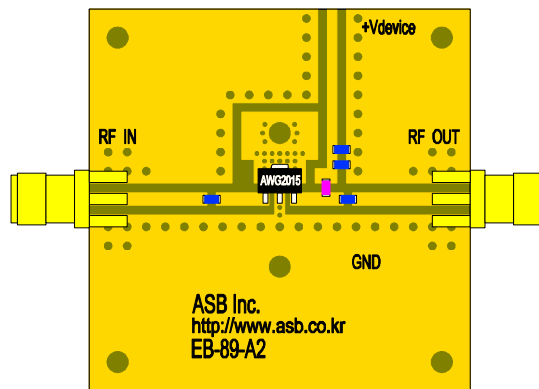 +Vdevice
RF IN
RF OUT
AWG2015
GND
ASB Inc.
http://www.asb.co.kr
EB-89-A2